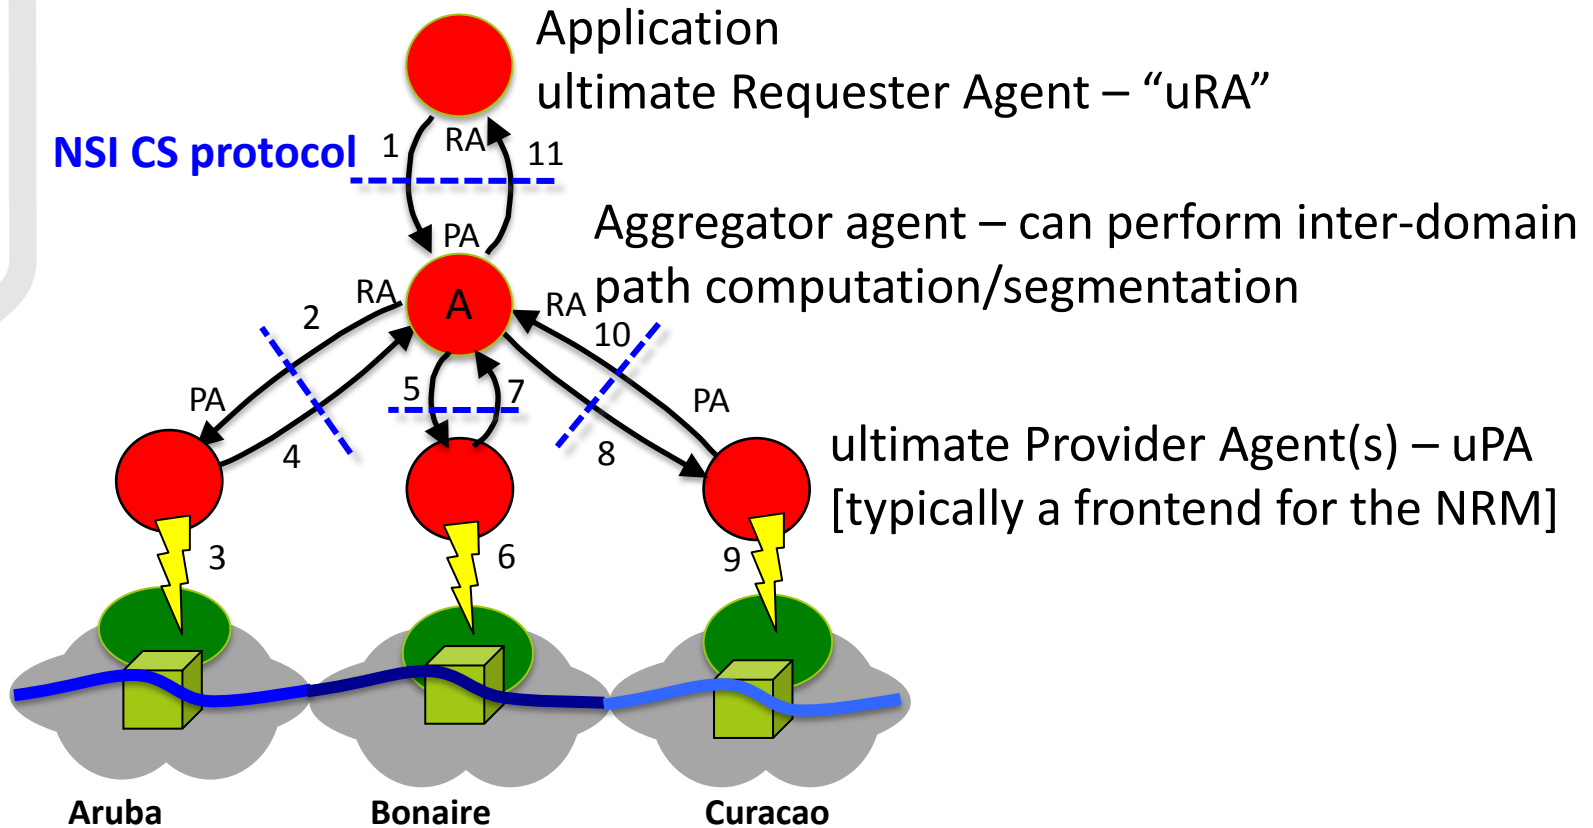 Application
ultimate Requester Agent – “uRA”
NSI CS protocol
1
RA
11
PA
Aggregator agent – can perform inter-domain
path computation/segmentation
RA
A
RA
2
10
5
7
PA
PA
4
8
ultimate Provider Agent(s) – uPA
[typically a frontend for the NRM]
3
6
9
Aruba
Bonaire
Curacao